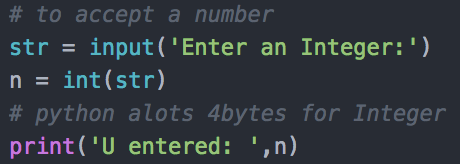 # to accept a number
str = input('Enter an Integer:')
n = int(str)
# python alots 4bytes for Integer
print('U entered: ',n)